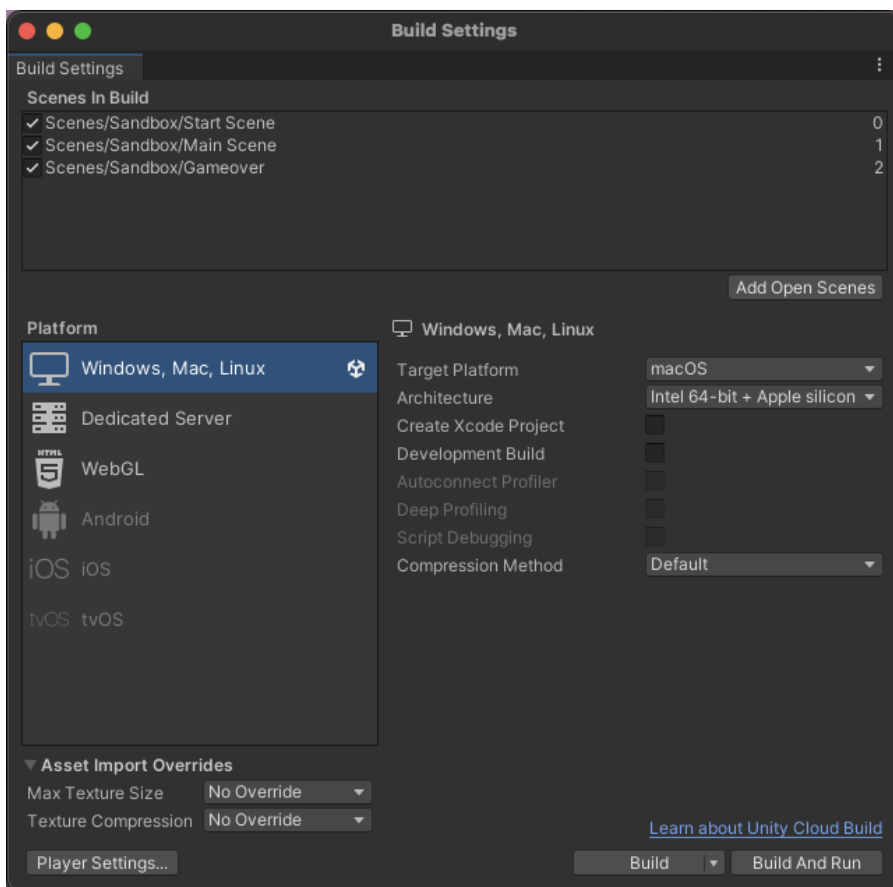 Build Settings
Build Settings
Scenes In Build
Scenes/Sandbox/Start Scene 0
Scenes/Sandbox/Main Scene 1
Scenes/Sandbox/Gameover 2
Add Open Scenes
Platform
Windows, Mac, Linux
Dedicated Server
HTML 5 WebGL
Android
iOS iOS
tvOS tvOS
Windows, Mac, Linux
Target Platform macOS
Architecture Intel 64-bit + Apple silicon
Create Xcode Project
Development Build
Autoconnect Profiler
Deep Profiling
Script Debugging
Compression Method Default
Asset Import Overrides
Max Texture Size No Override
Texture Compression No Override
Learn about Unity Cloud Build
Player Settings...
Build
Build And Run